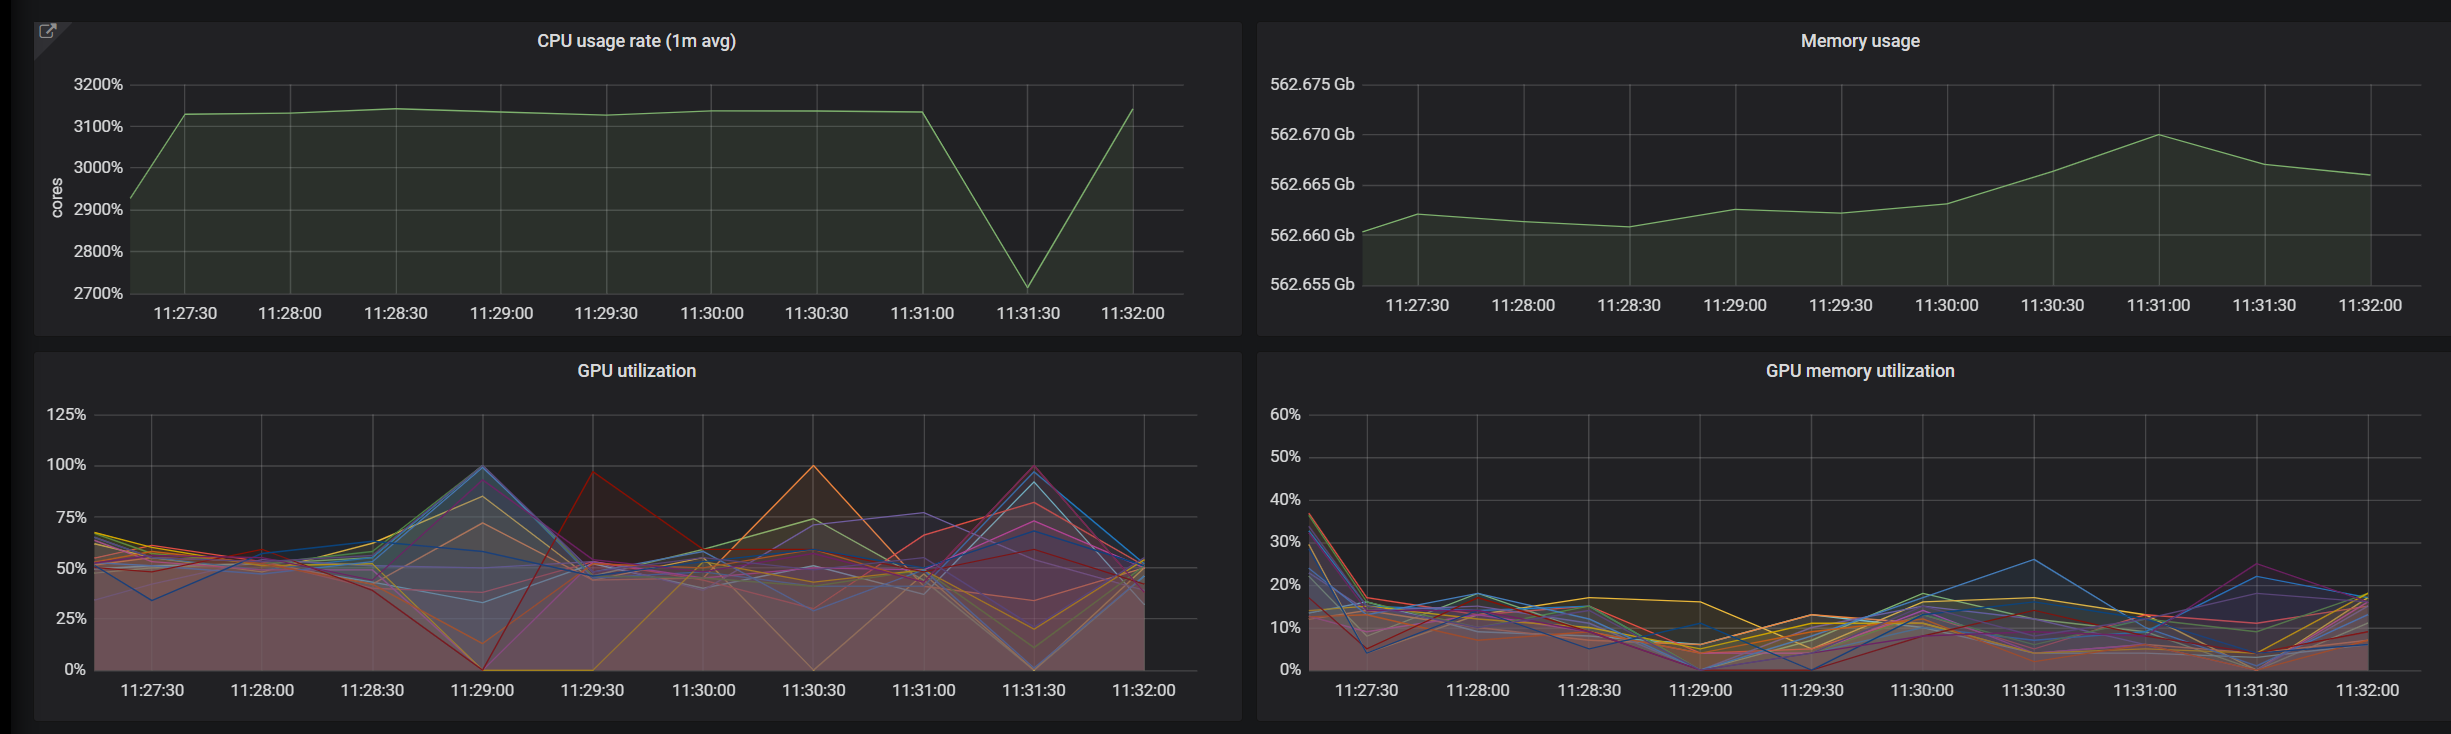 CPU usage rate (1m avg)
cores
3200%
3100%
3000%
2900%
2800%
2700%
11:27:30 11:28:00 11:28:30 11:29:00 11:29:30 11:30:00 11:30:30 11:31:00 11:31:30 11:32:00
Memory usage
562.675 Gb
562.670 Gb
562.665 Gb
562.660 Gb
562.655 Gb
11:27:30 11:28:00 11:28:30 11:29:00 11:29:30 11:30:00 11:30:30 11:31:00 11:31:30 11:32:00
GPU utilization
125%
100%
75%
50%
25%
0%
11:27:30 11:28:00 11:28:30 11:29:00 11:29:30 11:30:00 11:30:30 11:31:00 11:31:30 11:32:00
GPU memory utilization
60%
50%
40%
30%
20%
10%
0%
11:27:30 11:28:00 11:28:30 11:29:00 11:29:30 11:30:00 11:30:30 11:31:00 11:31:30 11:32:00